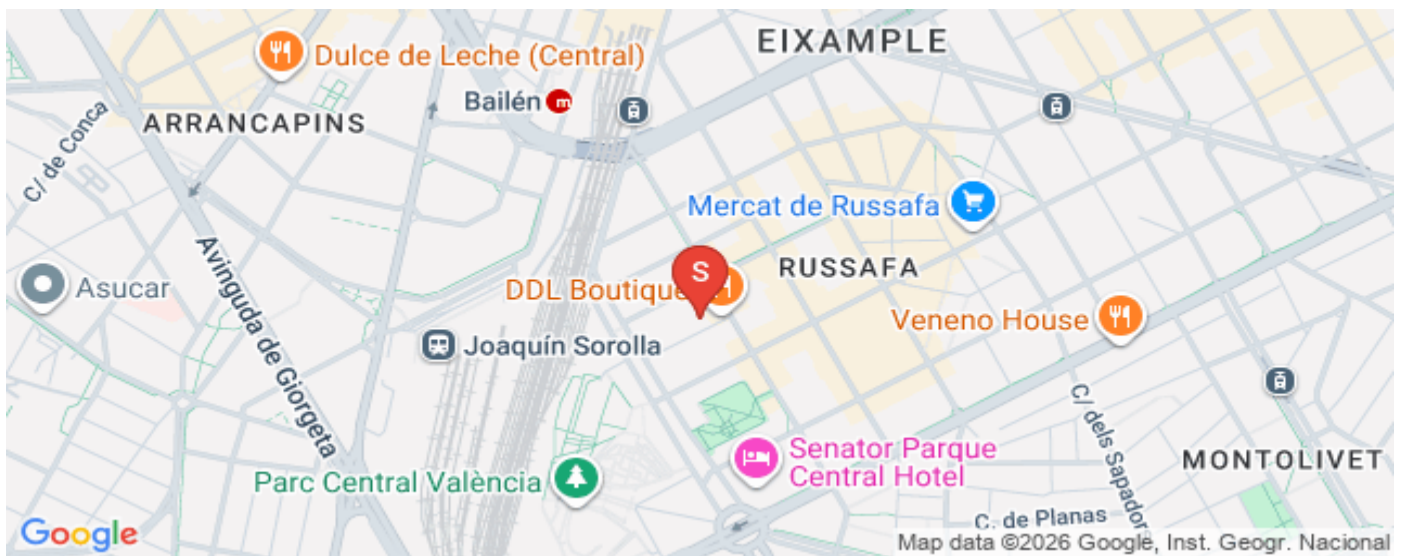 EIXAMPLE
Dulce de Leche (Central)
Bailén
m
ARRANCAPINS
C/ de Conca
Mercat de Russafa
Avinguda de Giorgeta
S
RUSSAFA
Asucar
DDL Boutique
Veneno House
Joaquín Sorolla
C/ dels Sapadors
Senator Parque
Central Hotel
MONTOLIVET
Parc Central València
C. de Planas
Google
Map data ©2026 Google, Inst. Geogr. Nacional